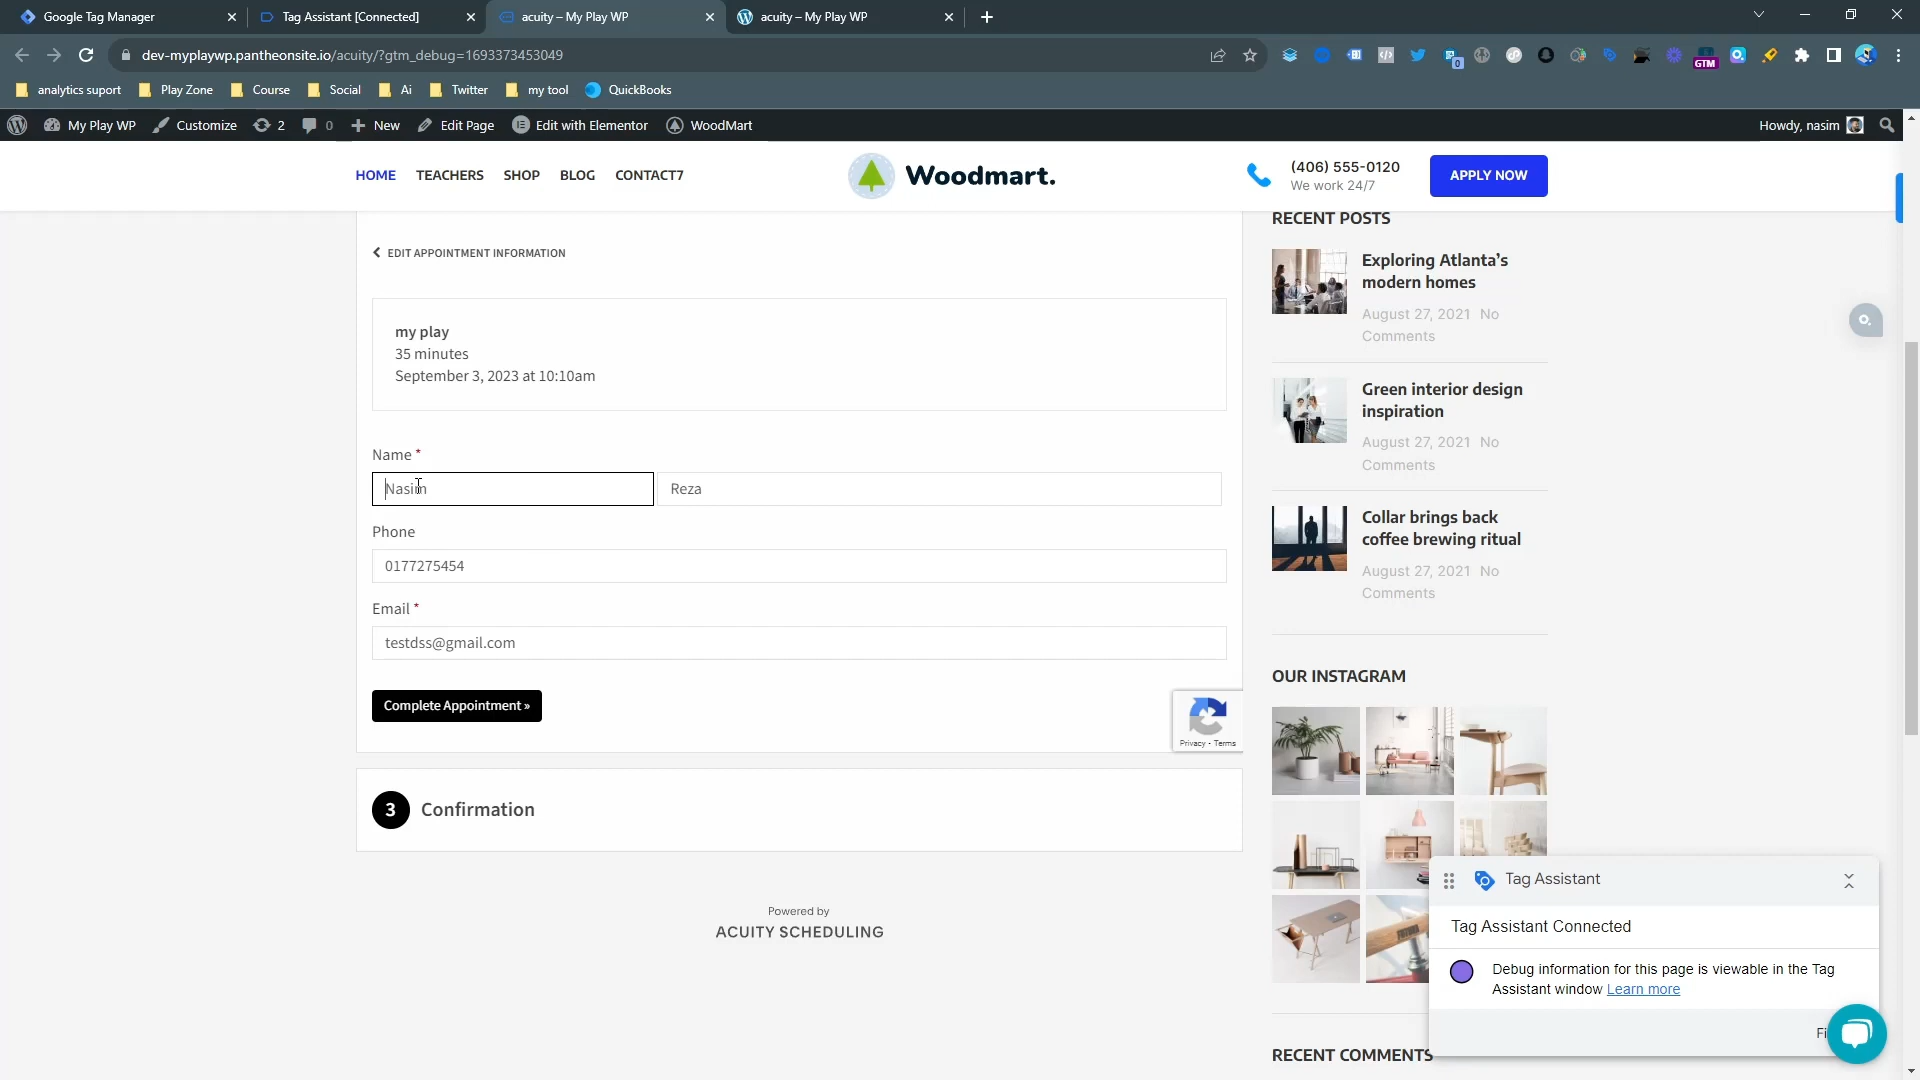 Google Tag Manager
Tag Assistant [Connected]
acuity – My Play WP
acuity – My Play WP
dev-myplaywp.pantheonsite.io/acuity/?gtm_debug=1693373453049
0
GTM
analytics suport
Play Zone
Course
Social
Ai
Twitter
my tool
QuickBooks
My Play WP
Customize
2
0
New
Edit Page
Edit with Elementor
WoodMart
Howdy, nasim
HOME
TEACHERS
SHOP
BLOG
CONTACT7
Woodmart.
(406) 555-0120
We work 24/7
APPLY NOW
EDIT APPOINTMENT INFORMATION
my play
35 minutes
September 3, 2023 at 10:10am
Name *
Nasim
Reza
Phone
0177275454
Email *
testdss@gmail.com
Complete Appointment »
Privacy - Terms
3
Confirmation
Powered by
ACUITY SCHEDULING
RECENT POSTS
Exploring Atlanta’s
modern homes
August 27, 2021 No
Comments
Green interior design
inspiration
August 27, 2021 No
Comments
Collar brings back
coffee brewing ritual
August 27, 2021 No
Comments
OUR INSTAGRAM
Tag Assistant
Tag Assistant Connected
Debug information for this page is viewable in the Tag
Assistant window Learn more
Fi
RECENT COMMENTS